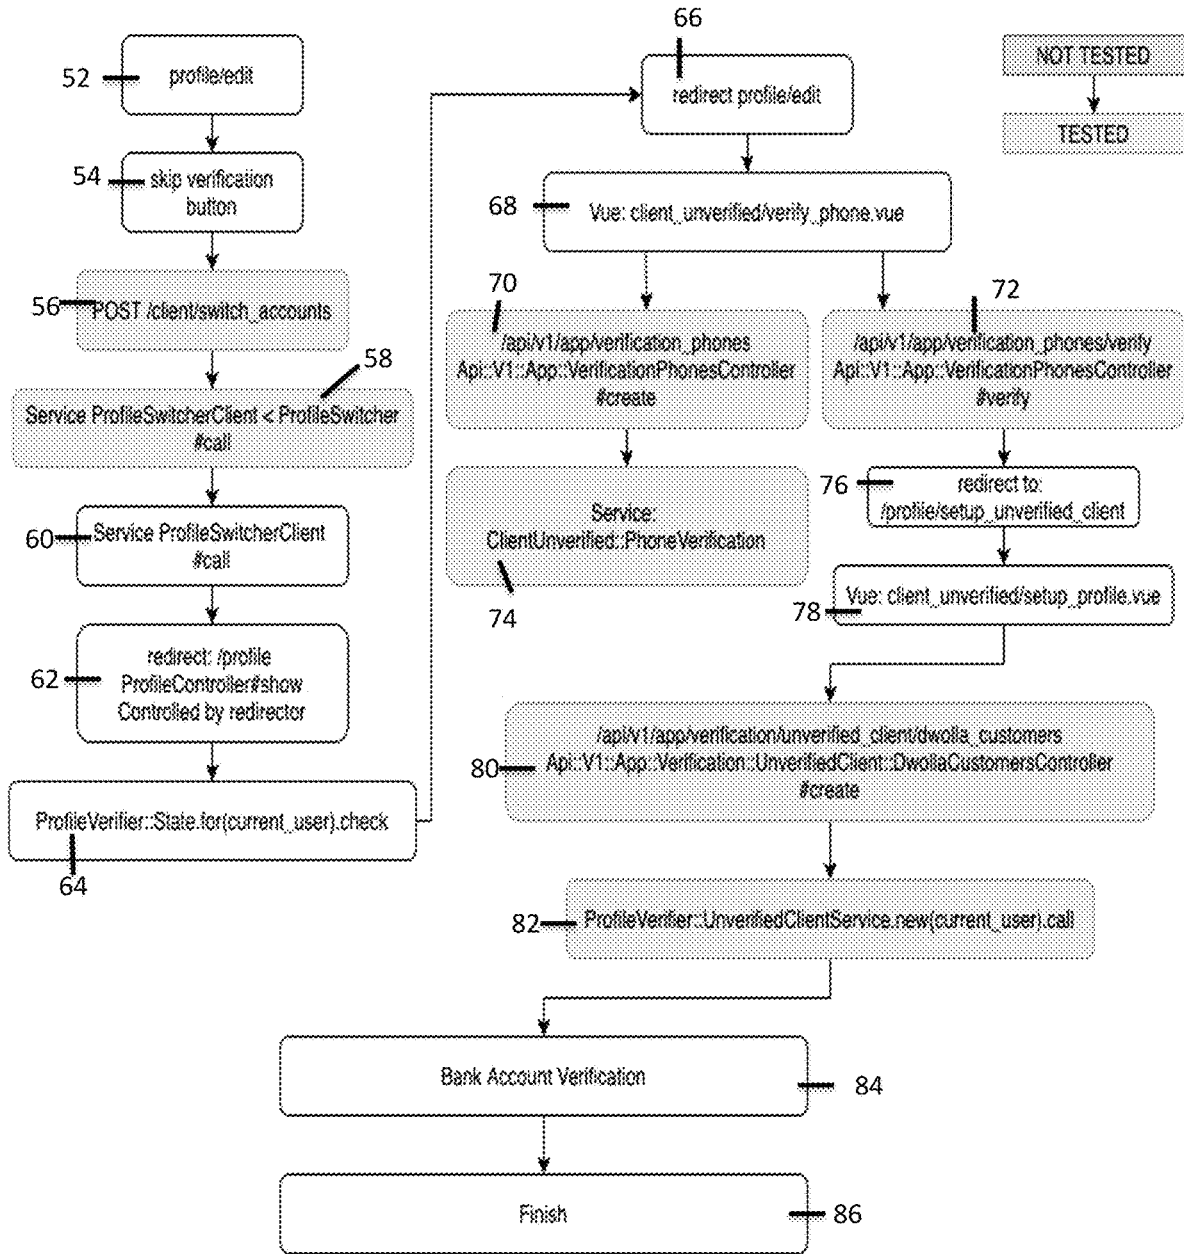 52
profile/edit
54
skip verification
button
56
POST /client/switch_accounts
58
Service ProfileSwitcherClient < ProfileSwitcher
#call
60
Service ProfileSwitcherClient
#call
62
redirect: /profile
ProfileController#show
Controlled by redirector
ProfileVerifier::State.for(current_user).check
64
66
redirect profile/edit
NOT TESTED
TESTED
68
Vue: client_unverified/verify_phone.vue
70
/api/v1/app/verification_phones
Api::V1::App::VerificationPhonesController
#create
72
/api/v1/app/verification_phones/verify
Api::V1::App::VerificationPhonesController
#verify
Service:
ClientUnverified::PhoneVerification
74
76
redirect to:
/profile/setup_unverified_client
78
Vue: client_unverified/setup_profile.vue
80
/api/v1/app/verification/unverified_client/dwolla_customers
Api::V1::App::Verification::UnverifiedClient::DwollaCustomersController
#create
82
ProfileVerifier::UnverifiedClientService.new(current_user).call
Bank Account Verification
84
Finish
86